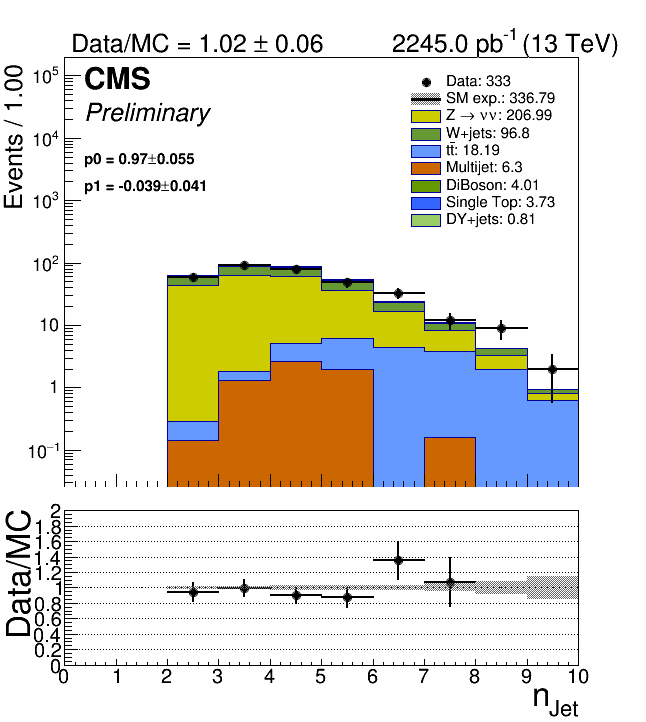 Data/MC = 1.02 ± 0.06 2245.0 pb⁻¹ (13 TeV)
CMS
Preliminary
p0 = 0.97±0.055
p1 = -0.039±0.041
Data: 333
SM exp.: 336.79
Z → νν: 206.99
W+jets: 96.8
tt̄: 18.19
Multijet: 6.3
DiBoson: 4.01
Single Top: 3.73
DY+jets: 0.81
Events / 1.00
10⁵
10⁴
10³
10²
10
1
10⁻¹
Data/MC
2
1.8
1.6
1.4
1.2
1
0.8
0.6
0.4
0.2
0
0 1 2 3 4 5 6 7 8 9 10
n_Jet